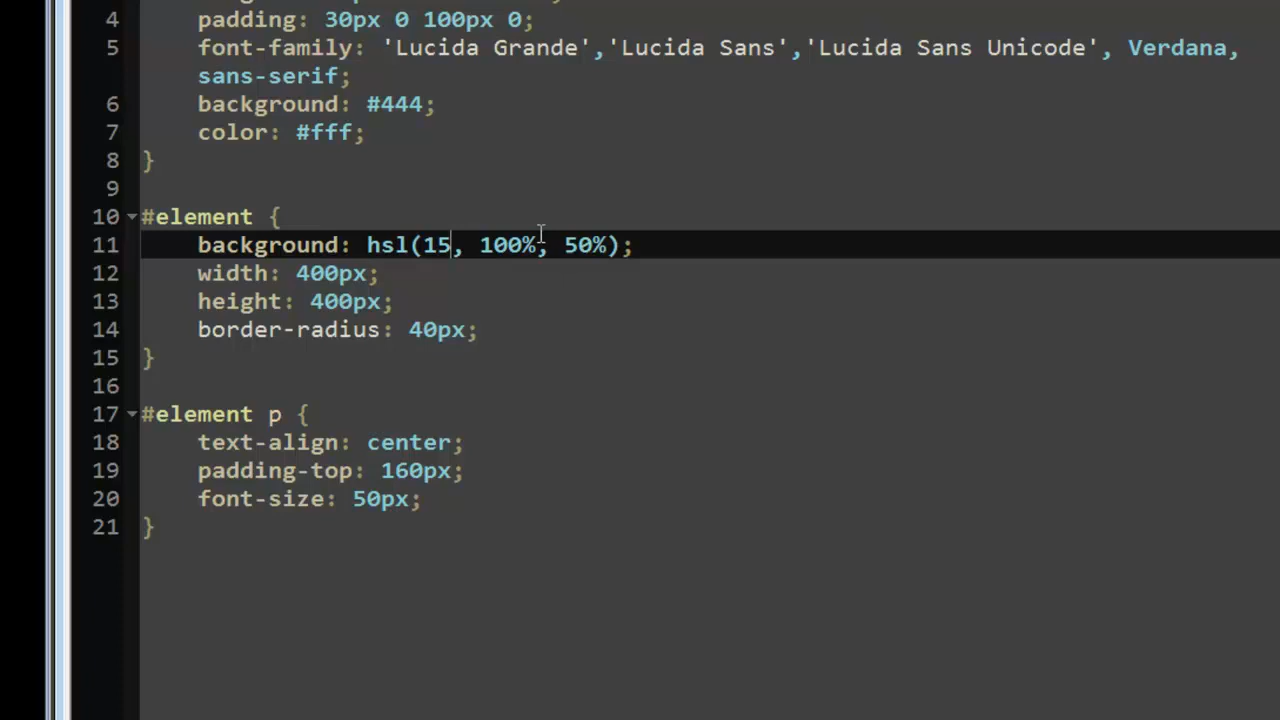 4 padding: 30px 0 100px 0;
5 font-family: 'Lucida Grande','Lucida Sans','Lucida Sans Unicode', Verdana,
sans-serif;
6 background: #444;
7 color: #fff;
8 }
9
10 #element {
11 background: hsl(15, 100%, 50%);
12 width: 400px;
13 height: 400px;
14 border-radius: 40px;
15 }
16
17 #element p {
18 text-align: center;
19 padding-top: 160px;
20 font-size: 50px;
21 }